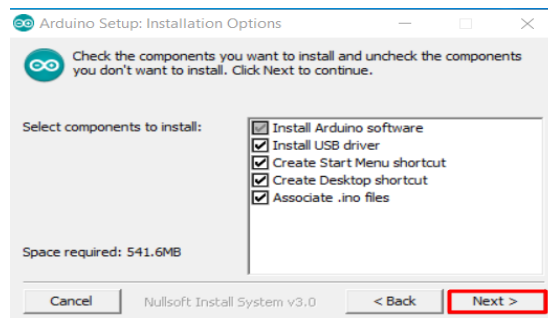 Arduino Setup: Installation Options
Check the components you want to install and uncheck the components
you don't want to install. Click Next to continue.
Select components to install:
Install Arduino software
Install USB driver
Create Start Menu shortcut
Create Desktop shortcut
Associate .ino files
Space required: 541.6MB
Cancel
Nullsoft Install System v3.0
< Back
Next >